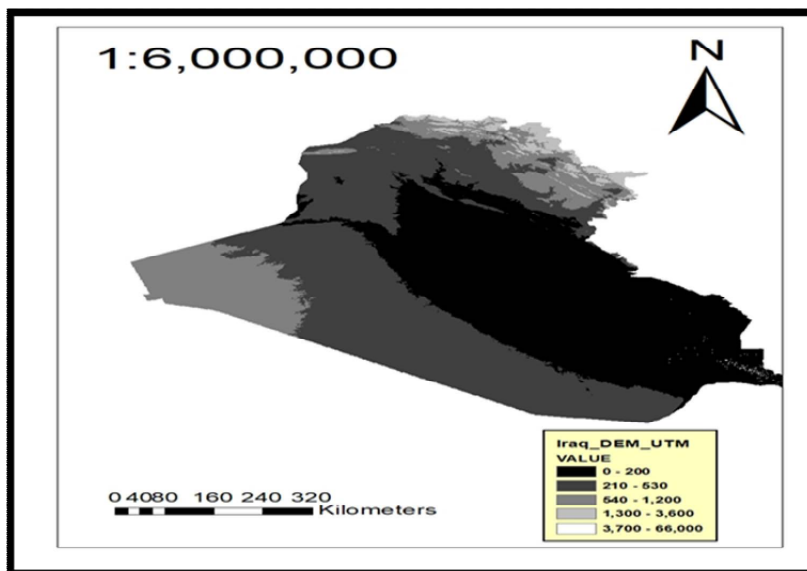 1:6,000,000
N
Iraq_DEM_UTM
VALUE
0 - 200
210 - 530
540 - 1,200
1,300 - 3,600
3,700 - 66,000
0 4080 160 240 320
Kilometers